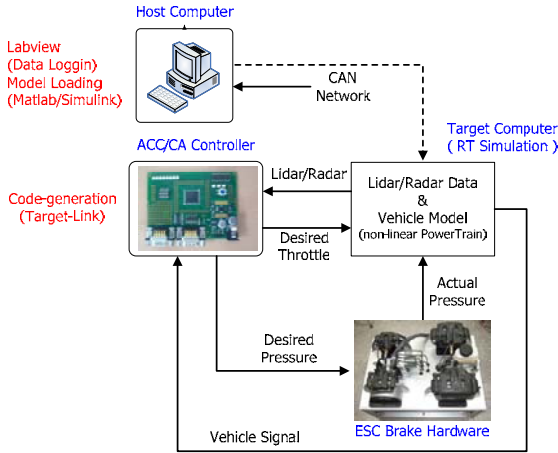 Host Computer
Labview
(Data Loggin)
Model Loading
(Matlab/Simulink)
CAN
Network
Target Computer
( RT Simulation )
ACC/CA Controller
Lidar/Radar
Lidar/Radar Data
&
Vehicle Model
(non-linear PowerTrain)
Code-generation
(Target-Link)
Desired
Throttle
Actual
Pressure
Desired
Pressure
ESC Brake Hardware
Vehicle Signal